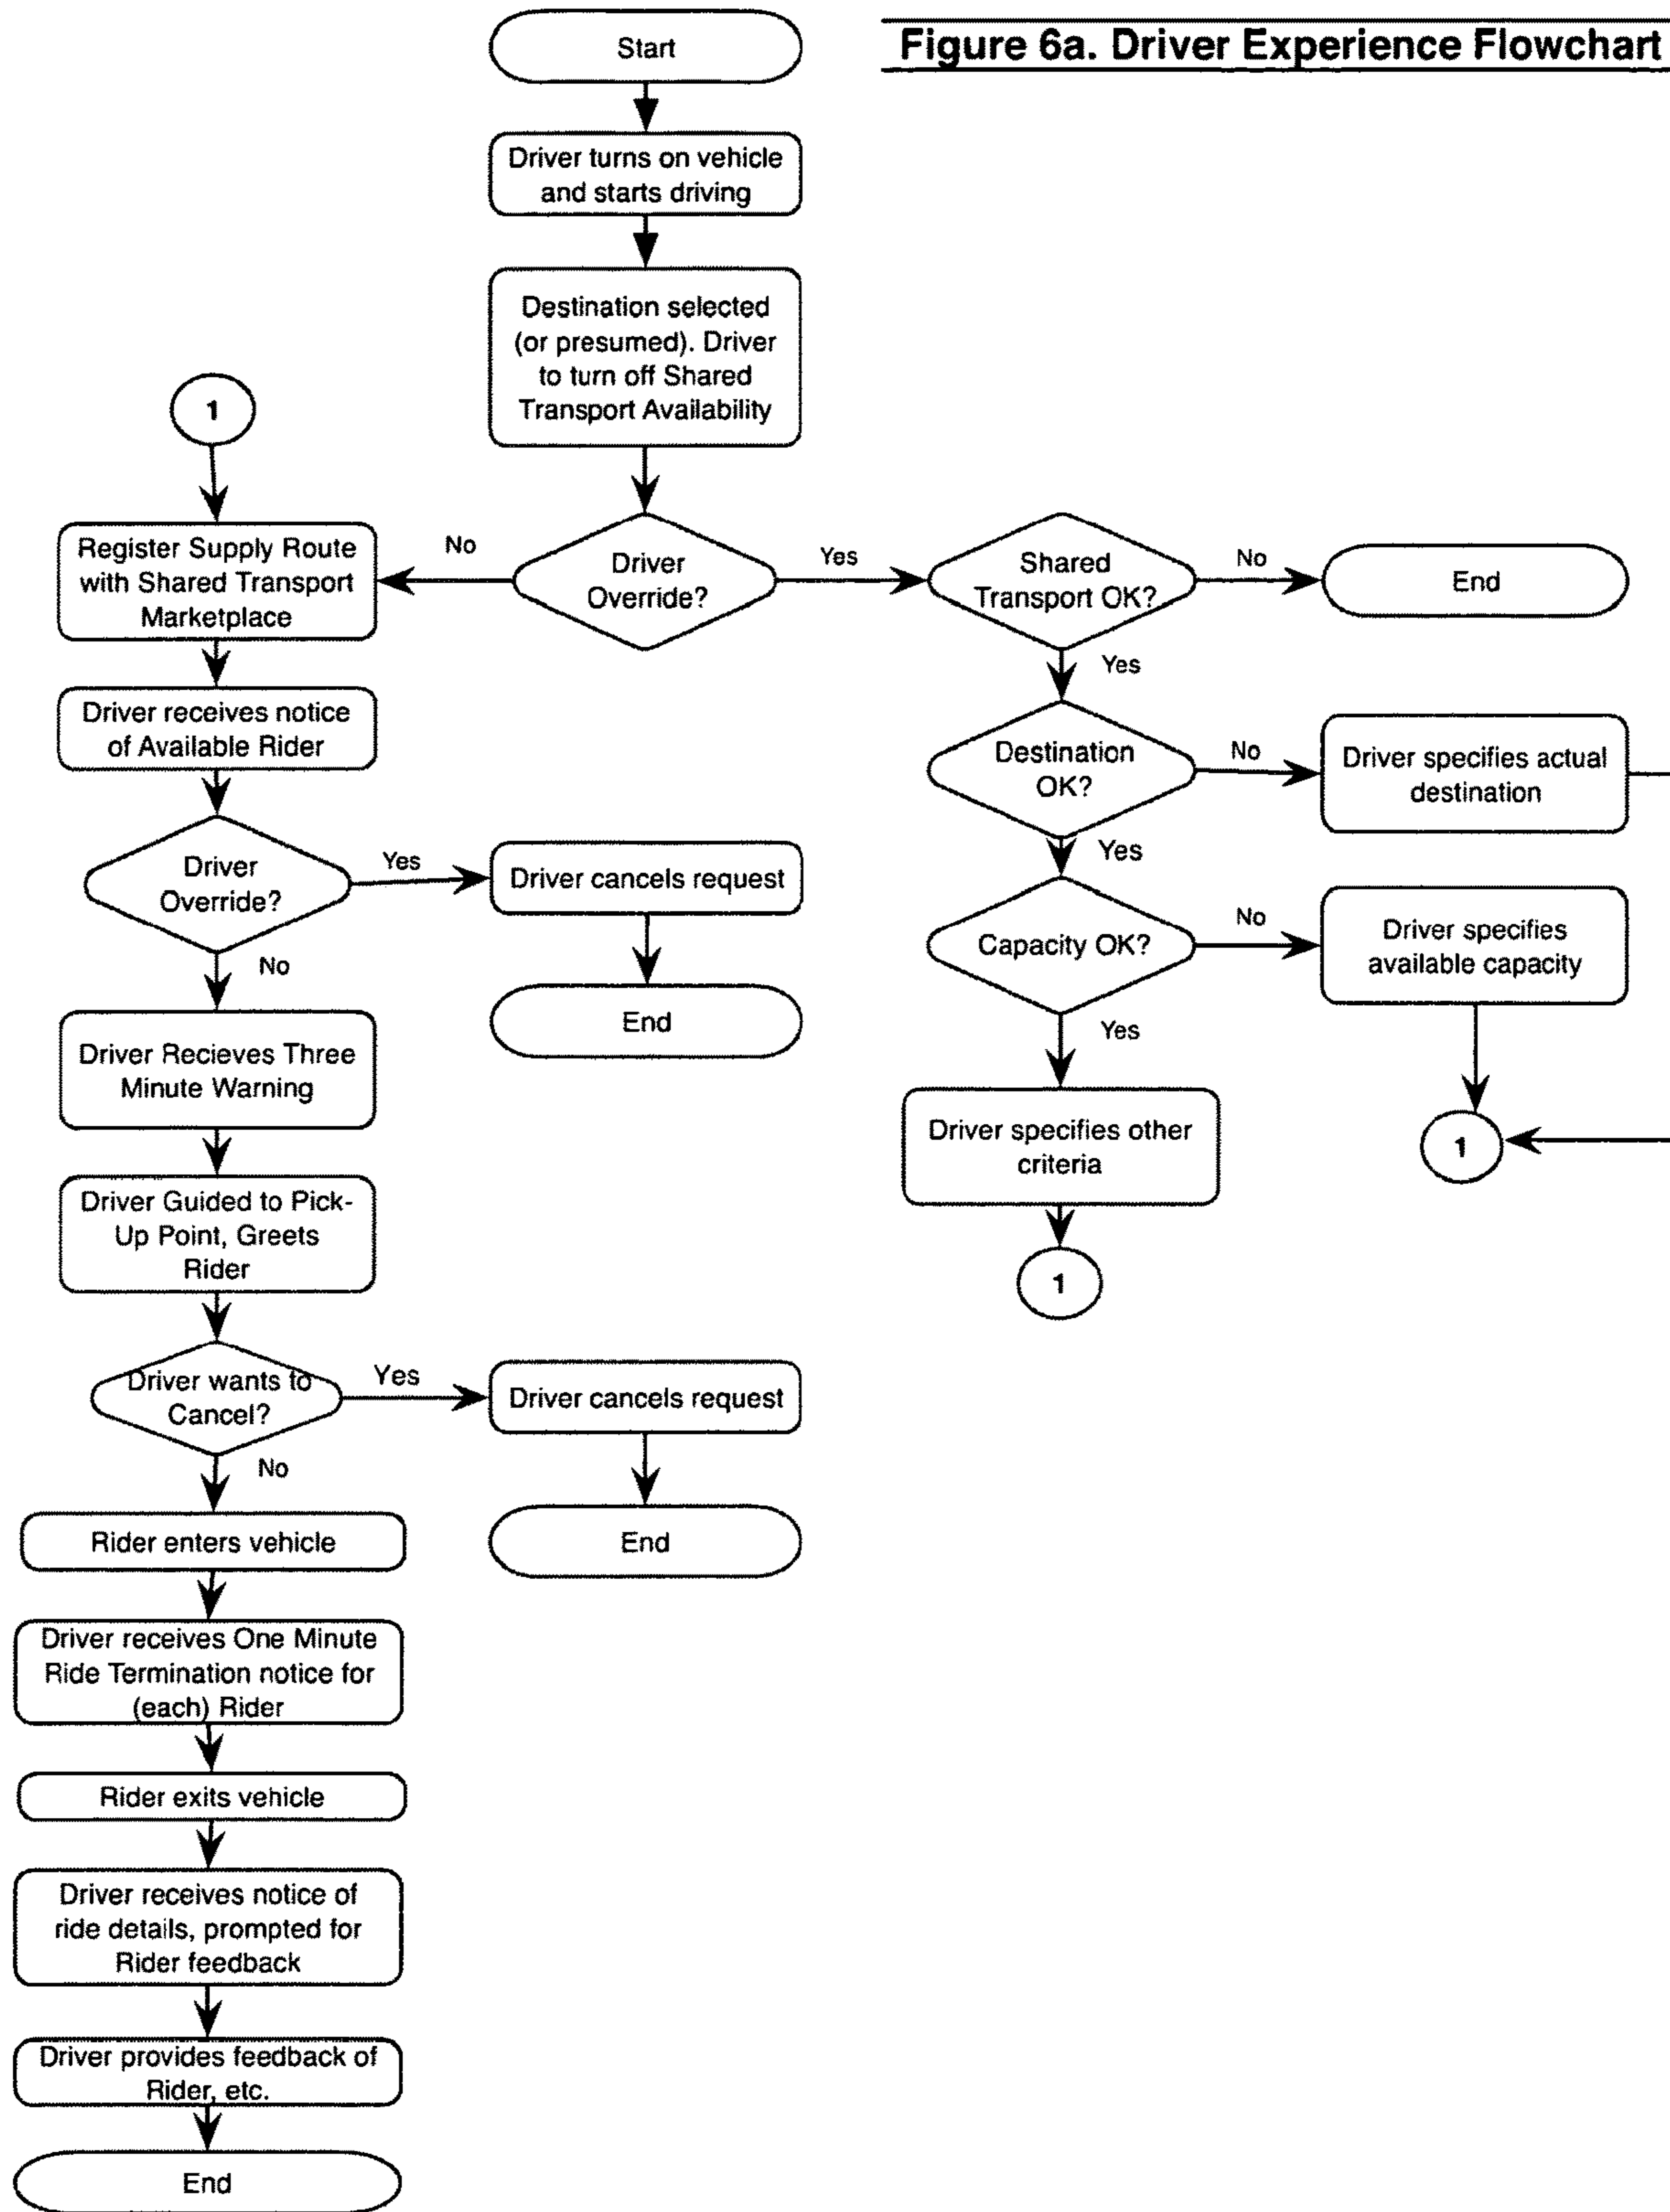 Figure 6a. Driver Experience Flowchart
Start
Driver turns on vehicle
and starts driving
Destination selected
(or presumed). Driver
to turn off Shared
Transport Availability
1
Register Supply Route
with Shared Transport
Marketplace
No
Driver
Override?
Yes
Shared
Transport OK?
No
End
Yes
Driver receives notice
of Available Rider
Destination
OK?
No
Driver specifies actual
destination
Yes
Driver
Override?
Yes
Driver cancels request
No
End
Capacity OK?
No
Driver specifies
available capacity
Yes
Driver Recieves Three
Minute Warning
Driver specifies other
criteria
1
1
Driver Guided to Pick-
Up Point, Greets
Rider
Driver wants to
Cancel?
Yes
Driver cancels request
No
End
Rider enters vehicle
Driver receives One Minute
Ride Termination notice for
(each) Rider
Rider exits vehicle
Driver receives notice of
ride details, prompted for
Rider feedback
Driver provides feedback of
Rider, etc.
End